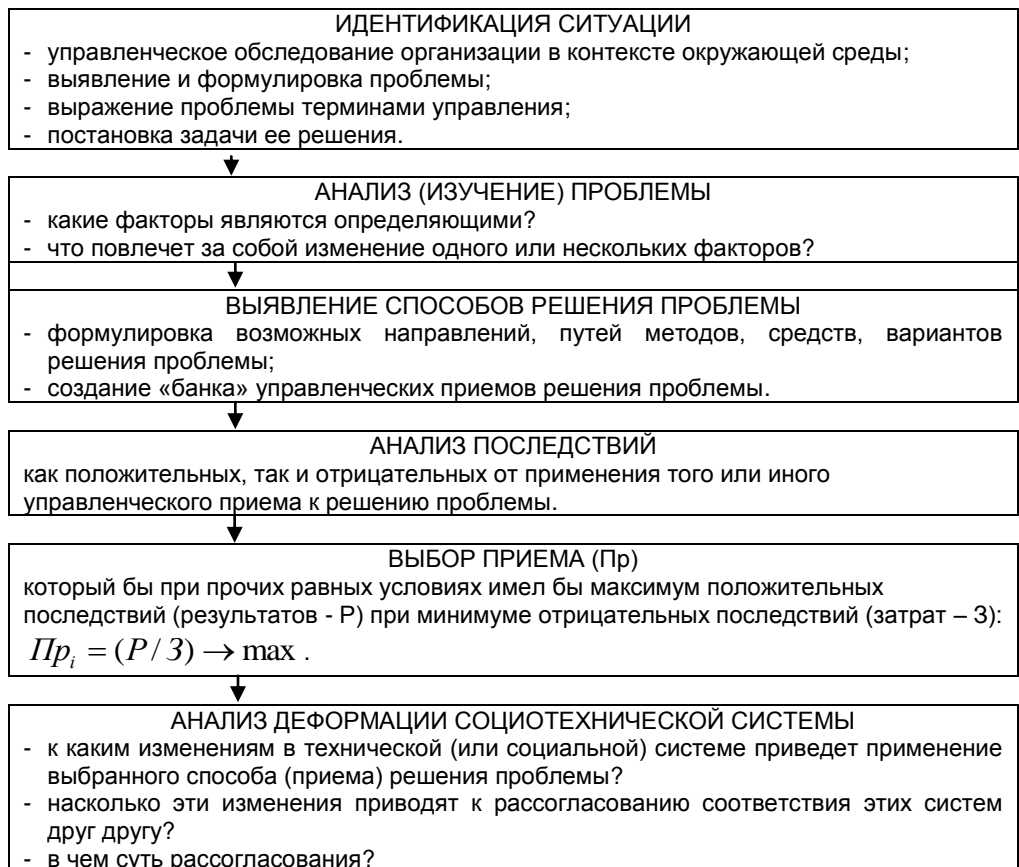 ИДЕНТИФИКАЦИЯ СИТУАЦИИ
- управленческое обследование организации в контексте окружающей среды;
- выявление и формулировка проблемы;
- выражение проблемы терминами управления;
- постановка задачи ее решения.
АНАЛИЗ (ИЗУЧЕНИЕ) ПРОБЛЕМЫ
- какие факторы являются определяющими?
- что повлечет за собой изменение одного или нескольких факторов?
ВЫЯВЛЕНИЕ СПОСОБОВ РЕШЕНИЯ ПРОБЛЕМЫ
- формулировка возможных направлений, путей методов, средств, вариантов
решения проблемы;
- создание «банка» управленческих приемов решения проблемы.
АНАЛИЗ ПОСЛЕДСТВИЙ
как положительных, так и отрицательных от применения того или иного
управленческого приема к решению проблемы.
ВЫБОР ПРИЕМА (Пр)
который бы при прочих равных условиях имел бы максимум положительных
последствий (результатов - Р) при минимуме отрицательных последствий (затрат – З):
Пр_i = (Р / З) → max .
АНАЛИЗ ДЕФОРМАЦИИ СОЦИОТЕХНИЧЕСКОЙ СИСТЕМЫ
- к каким изменениям в технической (или социальной) системе приведет применение
выбранного способа (приема) решения проблемы?
- насколько эти изменения приводят к рассогласованию соответствия этих систем
друг другу?
- в чем суть рассогласования?